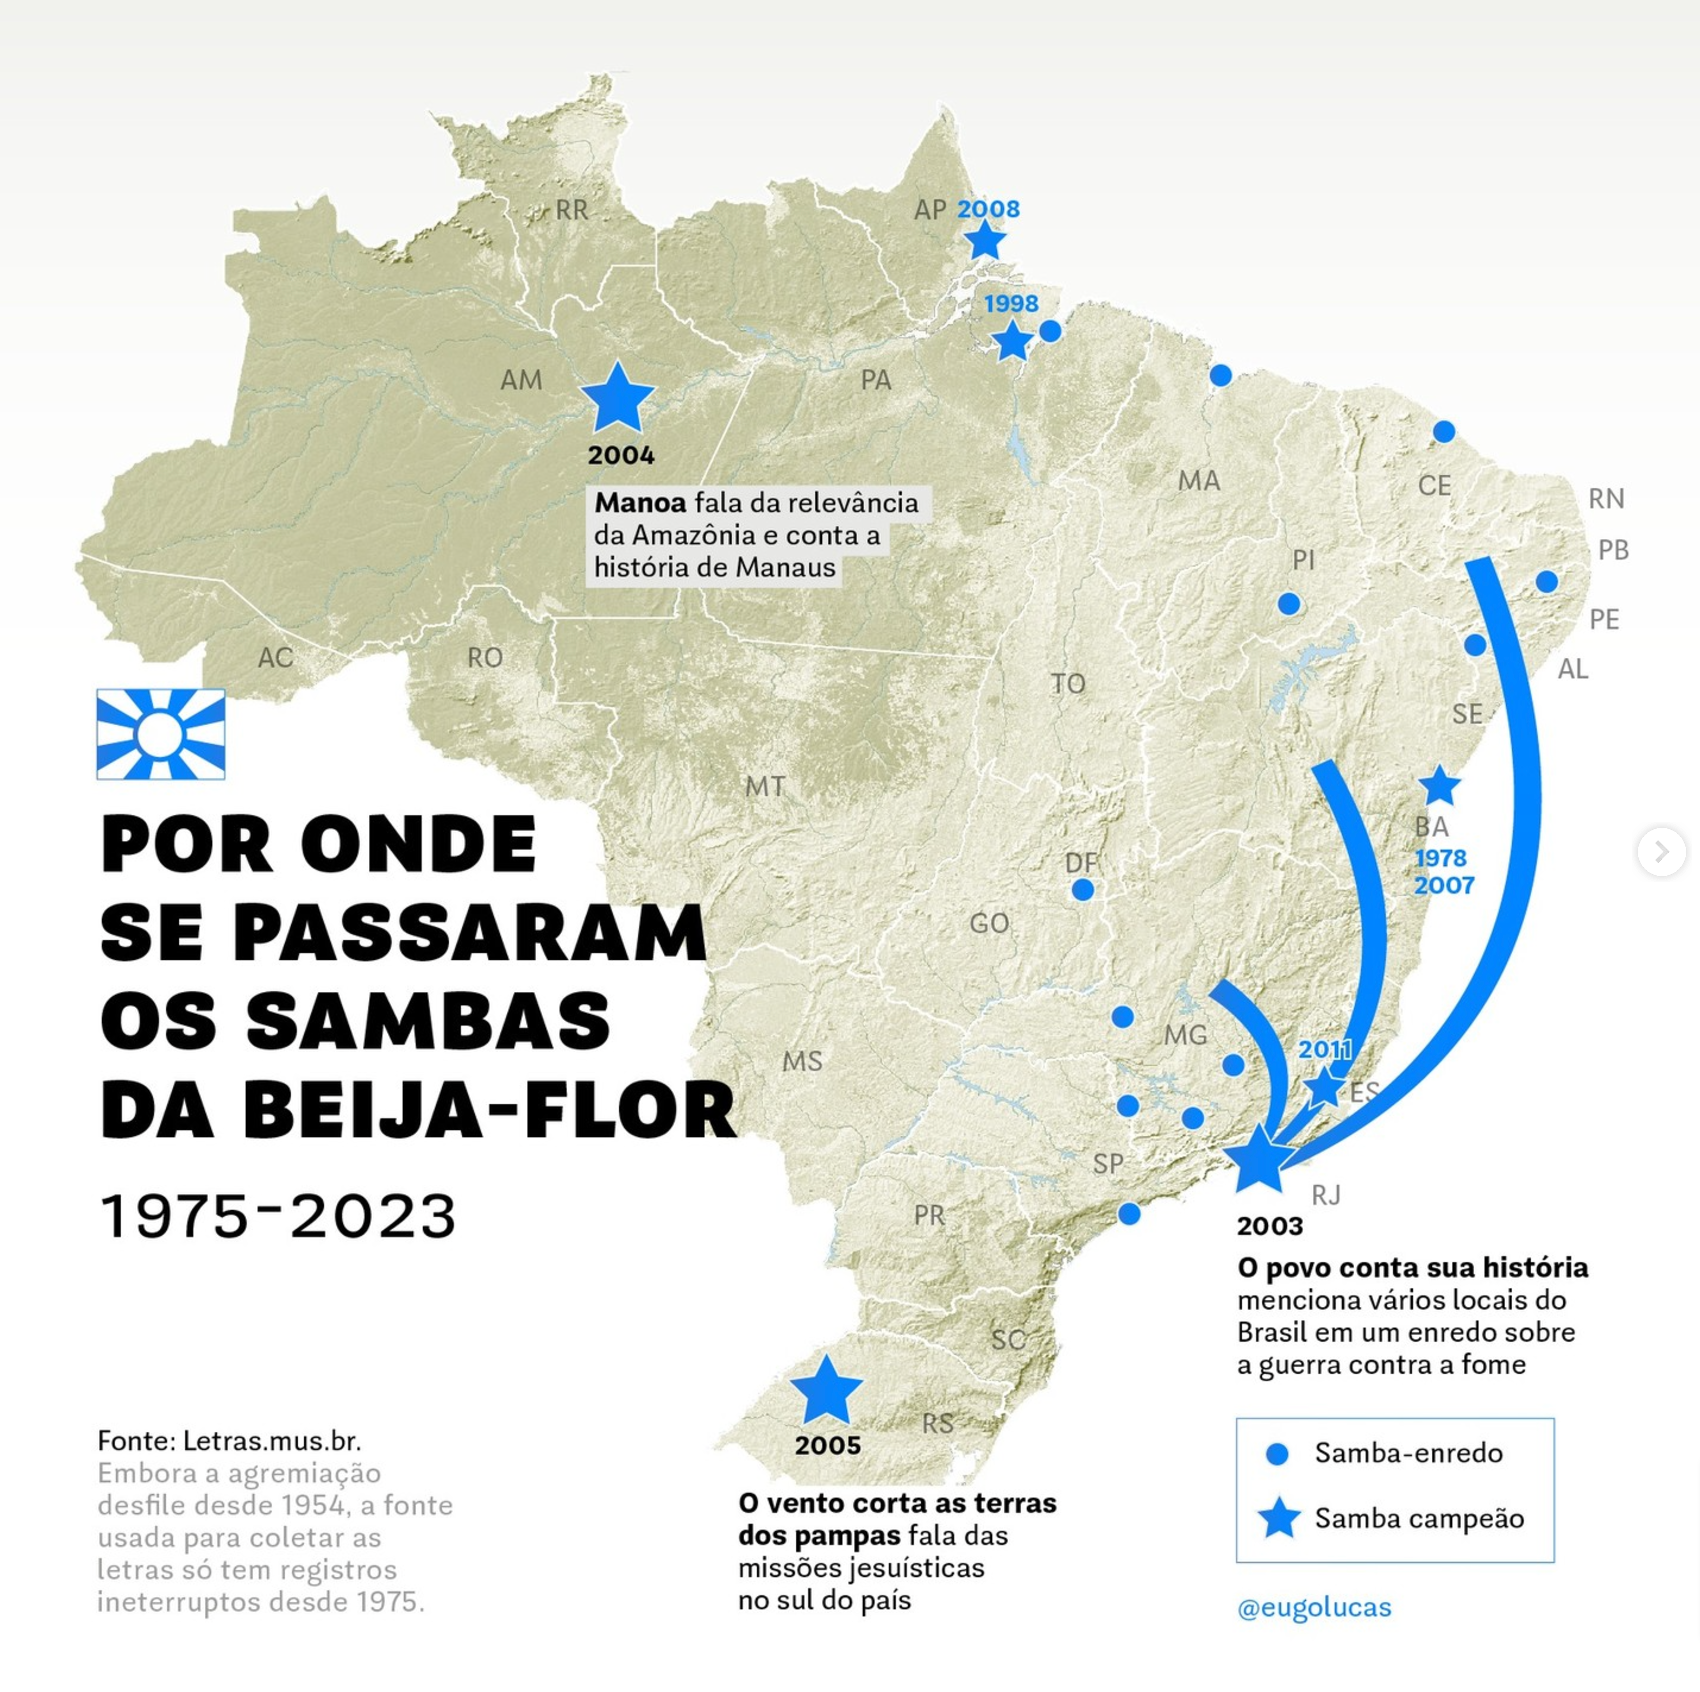 RR
AP
2008
1998
AM
PA
2004
Manoa fala da relevância
da Amazônia e conta a
história de Manaus
MA
CE
RN
PB
PI
PE
AL
SE
AC
RO
TO
MT
BA
1978
2007
DF
GO
MG
2011
ES
MS
SP
RJ
PR
SC
RS
POR ONDE
SE PASSARAM
OS SAMBAS
DA BEIJA-FLOR
1975-2023
2003
O povo conta sua história
menciona vários locais do
Brasil em um enredo sobre
a guerra contra a fome
2005
O vento corta as terras
dos pampas fala das
missões jesuísticas
no sul do país
Fonte: Letras.mus.br.
Embora a agremiação
desfile desde 1954, a fonte
usada para coletar as
letras só tem registros
ineterruptos desde 1975.
Samba-enredo
Samba campeão
@eugolucas